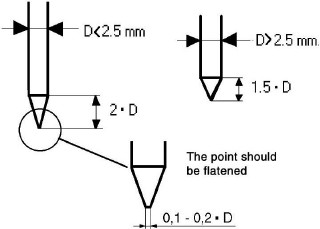 D<2.5 mm
D>2.5 mm.
2 • D
1.5 • D
The point should
be flatened
0,1 - 0,2 • D